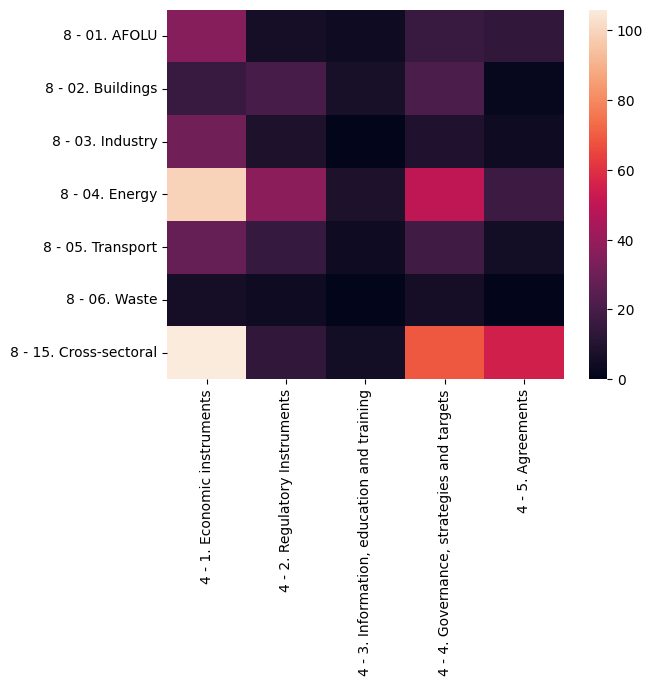 8 - 01. AFOLU
8 - 02. Buildings
8 - 03. Industry
8 - 04. Energy
8 - 05. Transport
8 - 06. Waste
8 - 15. Cross-sectoral
4 - 1. Economic instruments
4 - 2. Regulatory Instruments
4 - 3. Information, education and training
4 - 4. Governance, strategies and targets
4 - 5. Agreements
100
80
60
40
20
0